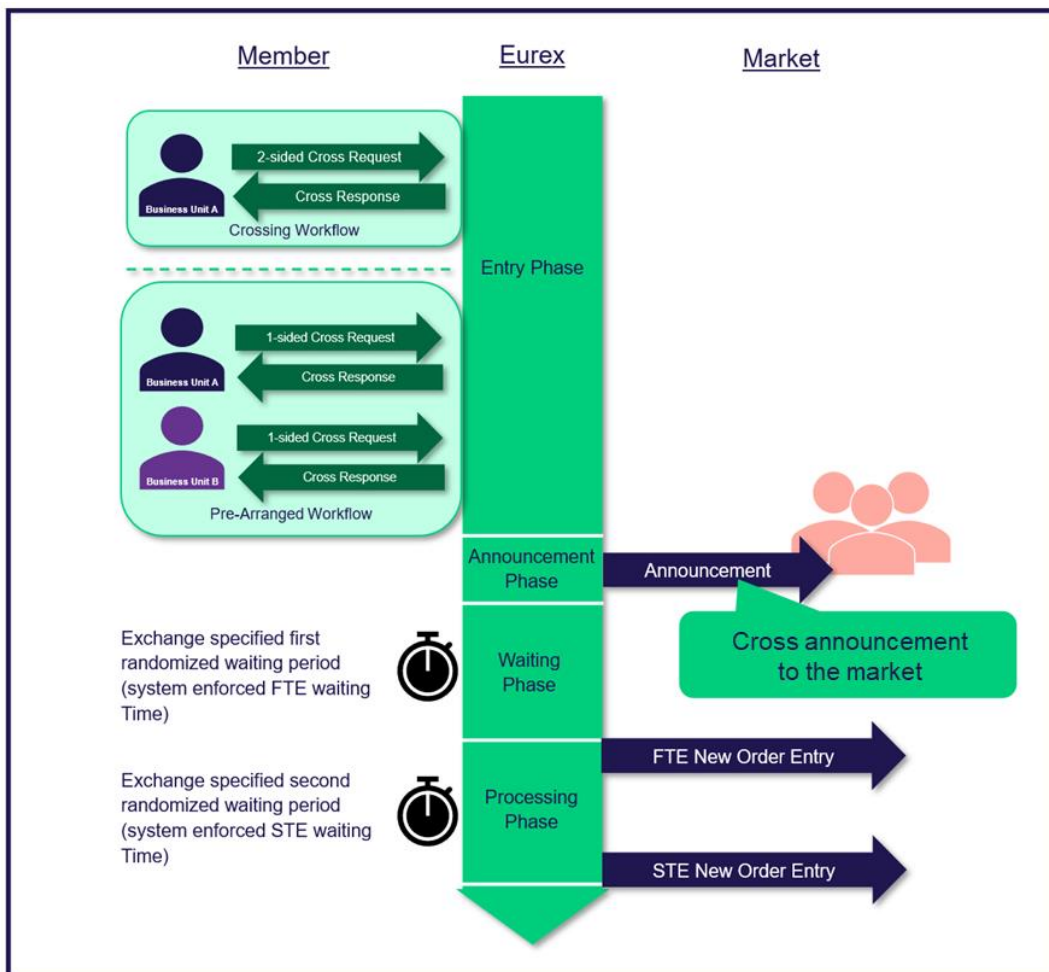 Member
Eurex
Market
2-sided Cross Request
Cross Response
Business Unit A
Crossing Workflow
Entry Phase
1-sided Cross Request
Cross Response
Business Unit A
1-sided Cross Request
Cross Response
Business Unit B
Pre-Arranged Workflow
Announcement
Phase
Announcement
Cross announcement
to the market
Exchange specified first
randomized waiting period
(system enforced FTE waiting
Time)
Waiting
Phase
FTE New Order Entry
Exchange specified second
randomized waiting period
(system enforced STE waiting
Time)
Processing
Phase
STE New Order Entry